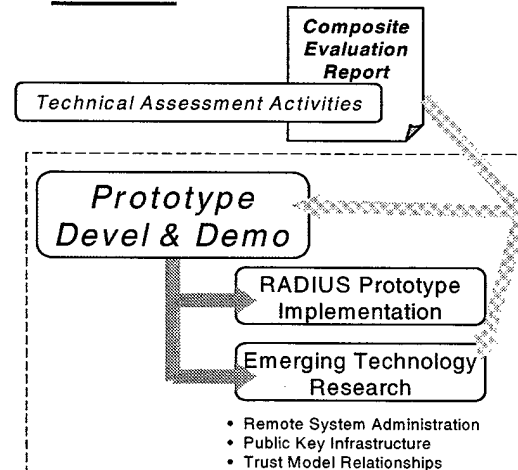 Composite
Evaluation
Report
Technical Assessment Activities
Prototype
Devel & Demo
RADIUS Prototype
Implementation
Emerging Technology
Research
• Remote System Administration
• Public Key Infrastructure
• Trust Model Relationships